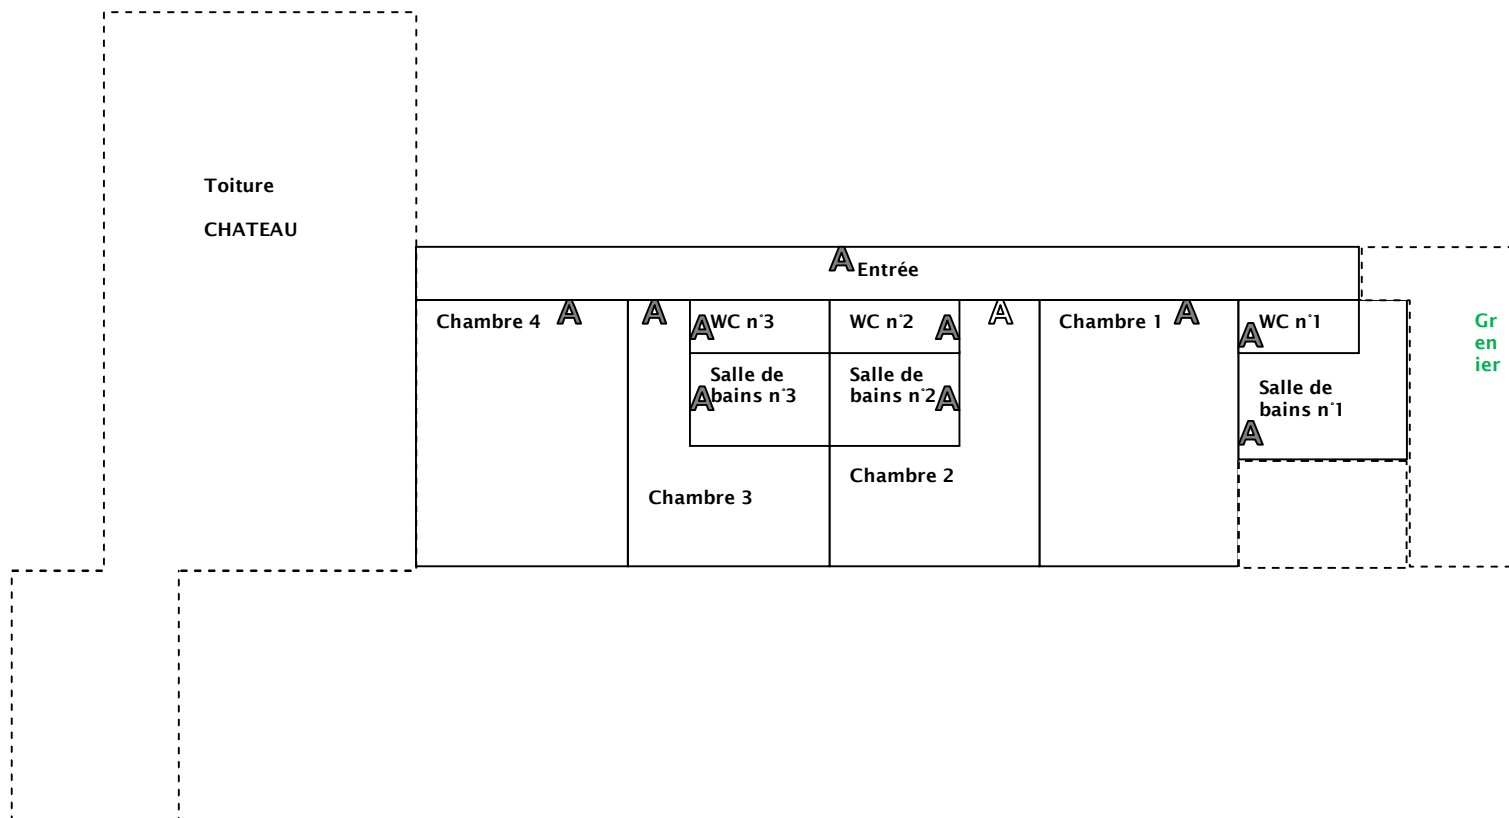 Toiture
CHATEAU
A Entrée
Chambre 4 A
A
A WC n°3
WC n°2 A
A
Chambre 1 A
A WC n°1
Gr
en
ier
Salle de
A bains n°3
Salle de
bains n°2 A
Salle de
bains n°1
A
Chambre 2
Chambre 3